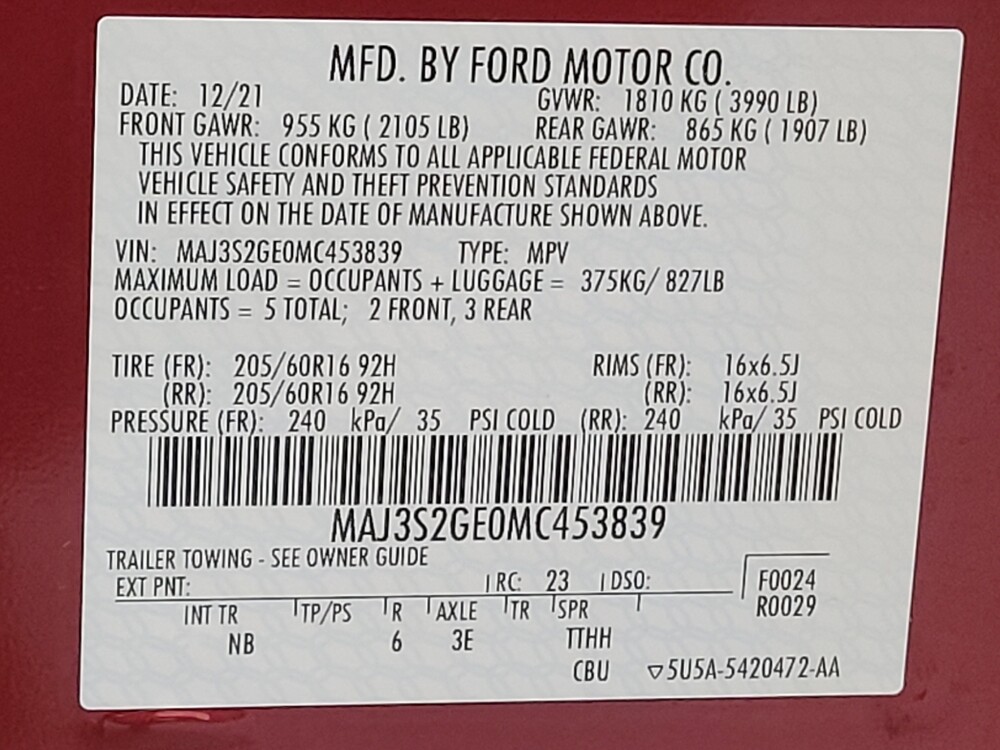 MFD. BY FORD MOTOR CO.
DATE: 12/21 GVWR: 1810 KG ( 3990 LB)
FRONT GAWR: 955 KG ( 2105 LB) REAR GAWR: 865 KG ( 1907 LB)
THIS VEHICLE CONFORMS TO ALL APPLICABLE FEDERAL MOTOR
VEHICLE SAFETY AND THEFT PREVENTION STANDARDS
IN EFFECT ON THE DATE OF MANUFACTURE SHOWN ABOVE.
VIN: MAJ3S2GE0MC453839 TYPE: MPV
MAXIMUM LOAD = OCCUPANTS + LUGGAGE = 375KG/ 827LB
OCCUPANTS = 5 TOTAL; 2 FRONT, 3 REAR
TIRE (FR): 205/60R16 92H RIMS (FR): 16x6.5J
(RR): 205/60R16 92H (RR): 16x6.5J
PRESSURE (FR): 240 kPa/ 35 PSI COLD (RR): 240 kPa/ 35 PSI COLD
MAJ3S2GE0MC453839
TRAILER TOWING - SEE OWNER GUIDE
EXT PNT: RC: 23 DSO: F0024
R0029
INT TR TP/PS R AXLE TR SPR
NB 6 3E TTHH
CBU ▽5U5A-5420472-AA